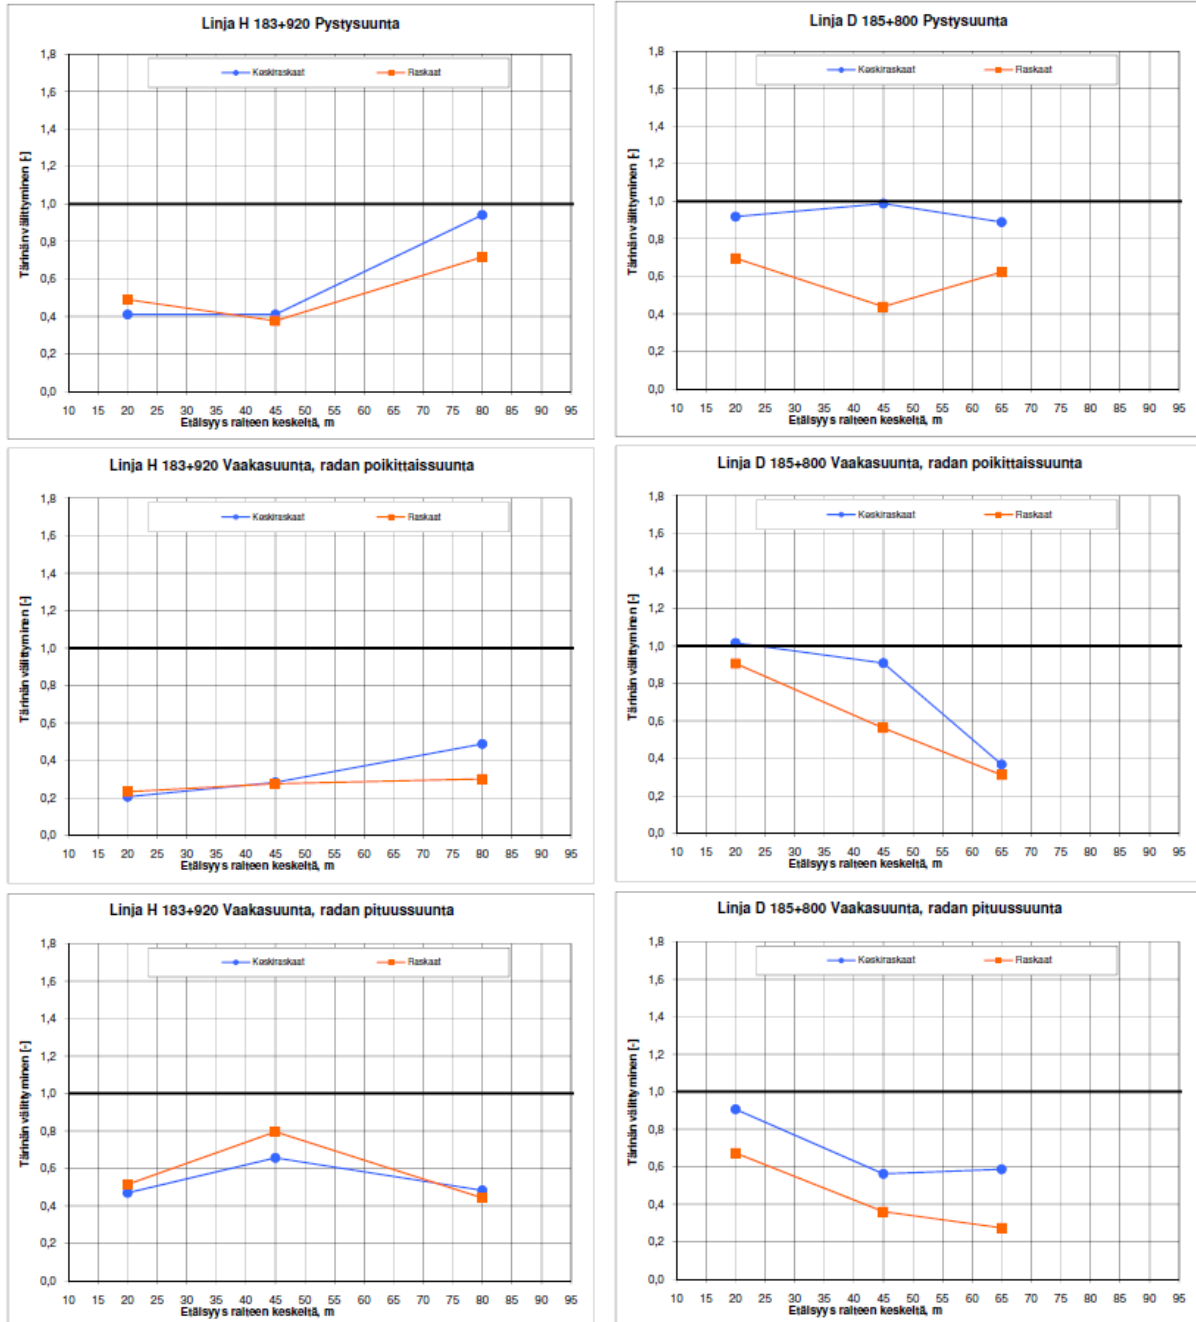 Linja H 183+920 Pystysuunta
Keskiraskaat Raskaat
Tärinän välittyminen [-]
1,8
1,6
1,4
1,2
1,0
0,8
0,6
0,4
0,2
0,0
10 15 20 25 30 35 40 45 50 55 60 65 70 75 80 85 90 95
Etäisyys raiteen keskeltä, m
Linja D 185+800 Pystysuunta
Keskiraskaat Raskaat
Tärinän välittyminen [-]
1,8
1,6
1,4
1,2
1,0
0,8
0,6
0,4
0,2
0,0
10 15 20 25 30 35 40 45 50 55 60 65 70 75 80 85 90 95
Etäisyys raiteen keskeltä, m
Linja H 183+920 Vaakasuunta, radan poikittaissuunta
Keskiraskaat Raskaat
Tärinän välittyminen [-]
1,8
1,6
1,4
1,2
1,0
0,8
0,6
0,4
0,2
0,0
10 15 20 25 30 35 40 45 50 55 60 65 70 75 80 85 90 95
Etäisyys raiteen keskeltä, m
Linja D 185+800 Vaakasuunta, radan poikittaissuunta
Keskiraskaat Raskaat
Tärinän välittyminen [-]
1,8
1,6
1,4
1,2
1,0
0,8
0,6
0,4
0,2
0,0
10 15 20 25 30 35 40 45 50 55 60 65 70 75 80 85 90 95
Etäisyys raiteen keskeltä, m
Linja H 183+920 Vaakasuunta, radan pituussuunta
Keskiraskaat Raskaat
Tärinän välittyminen [-]
1,8
1,6
1,4
1,2
1,0
0,8
0,6
0,4
0,2
0,0
10 15 20 25 30 35 40 45 50 55 60 65 70 75 80 85 90 95
Etäisyys raiteen keskeltä, m
Linja D 185+800 Vaakasuunta, radan pituussuunta
Keskiraskaat Raskaat
Tärinän välittyminen [-]
1,8
1,6
1,4
1,2
1,0
0,8
0,6
0,4
0,2
0,0
10 15 20 25 30 35 40 45 50 55 60 65 70 75 80 85 90 95
Etäisyys raiteen keskeltä, m